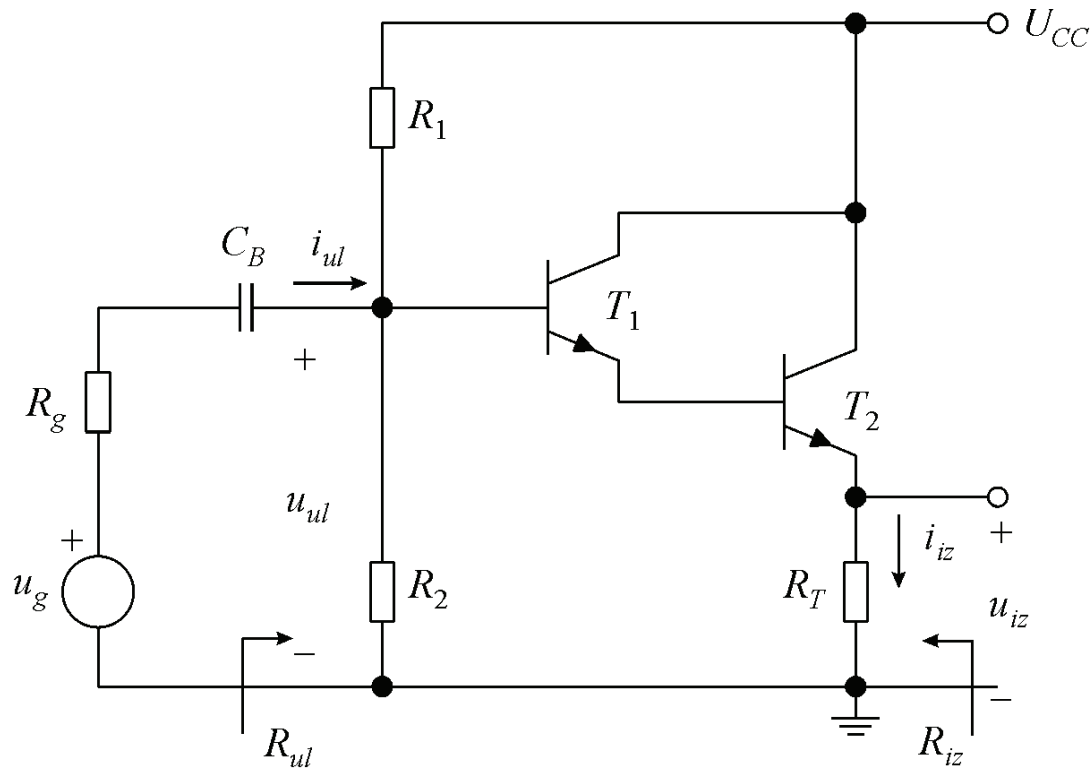 U_CC
R_1
C_B
i_ul
+
T_1
R_g
T_2
u_ul
+
+
i_iz
u_g
R_2
R_T
u_iz
−
−
R_ul
R_iz